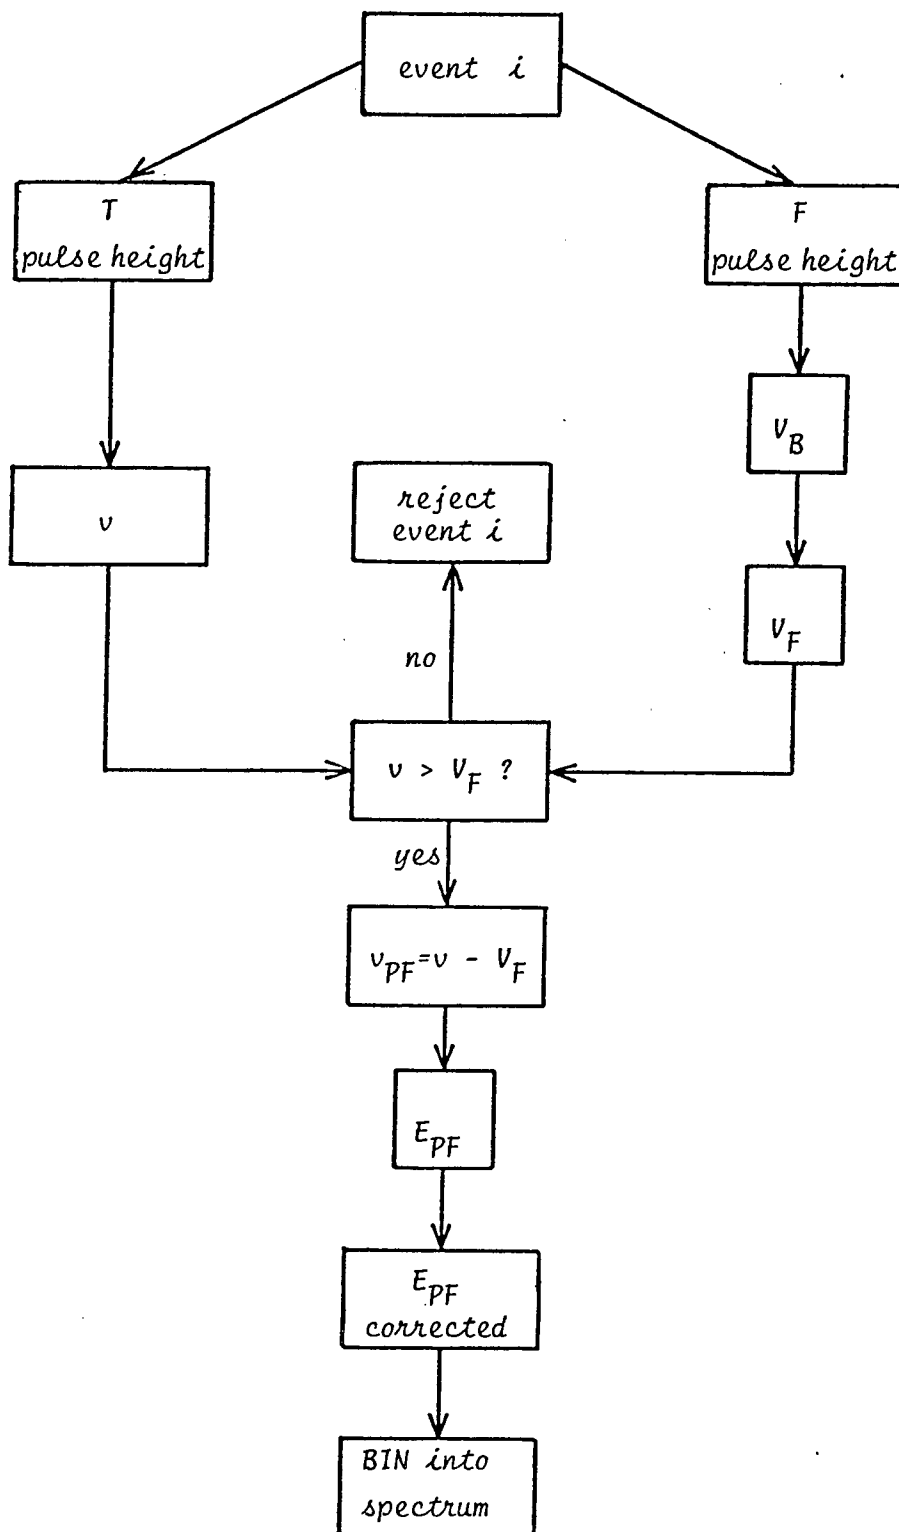 event i
T
pulse height
F
pulse height
V_B
υ
reject
event i
V_F
no
υ > V_F ?
yes
υ_PF=υ - V_F
E_PF
E_PF
corrected
BIN into
spectrum